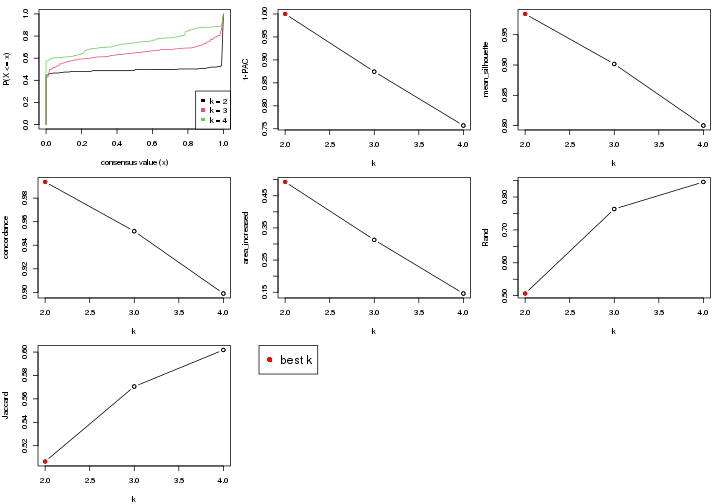 P(X <= x)
0.0 0.2 0.4 0.6 0.8 1.0
k = 2
k = 3
k = 4
0.0 0.2 0.4 0.6 0.8 1.0
consensus value (x)
1-PAC
0.75 0.80 0.85 0.90 0.95 1.00
2.0 2.5 3.0 3.5 4.0
k
mean_silhouette
0.80 0.85 0.90 0.95
2.0 2.5 3.0 3.5 4.0
k
concordance
0.90 0.92 0.94 0.96 0.98
2.0 2.5 3.0 3.5 4.0
k
area_increased
0.15 0.25 0.35 0.45
2.0 2.5 3.0 3.5 4.0
k
Rand
0.50 0.60 0.70 0.80
2.0 2.5 3.0 3.5 4.0
k
Jaccard
0.52 0.54 0.56 0.58 0.60
2.0 2.5 3.0 3.5 4.0
k
best k